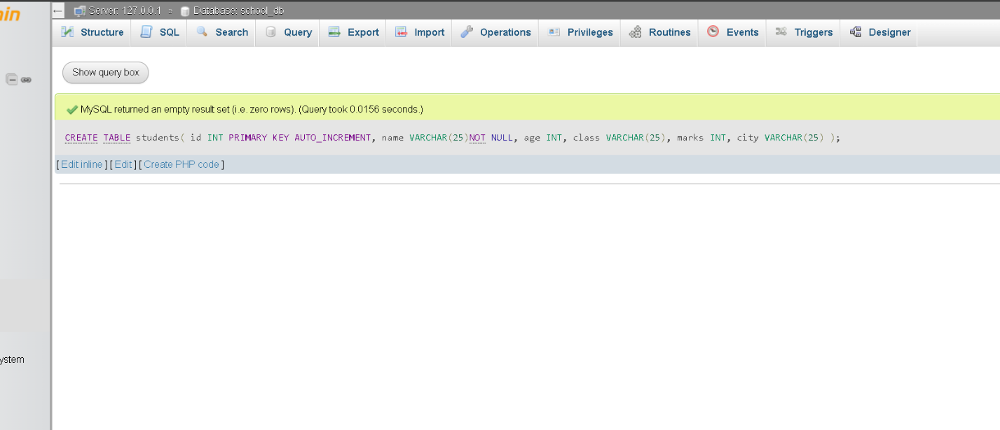 Server: 127.0.0.1 » Database: school_db
Structure SQL Search Query Export Import Operations Privileges Routines Events Triggers Designer
Show query box
MySQL returned an empty result set (i.e. zero rows). (Query took 0.0156 seconds.)
CREATE TABLE students( id INT PRIMARY KEY AUTO_INCREMENT, name VARCHAR(25)NOT NULL, age INT, class VARCHAR(25), marks INT, city VARCHAR(25) );
[ Edit inline ] [ Edit ] [ Create PHP code ]